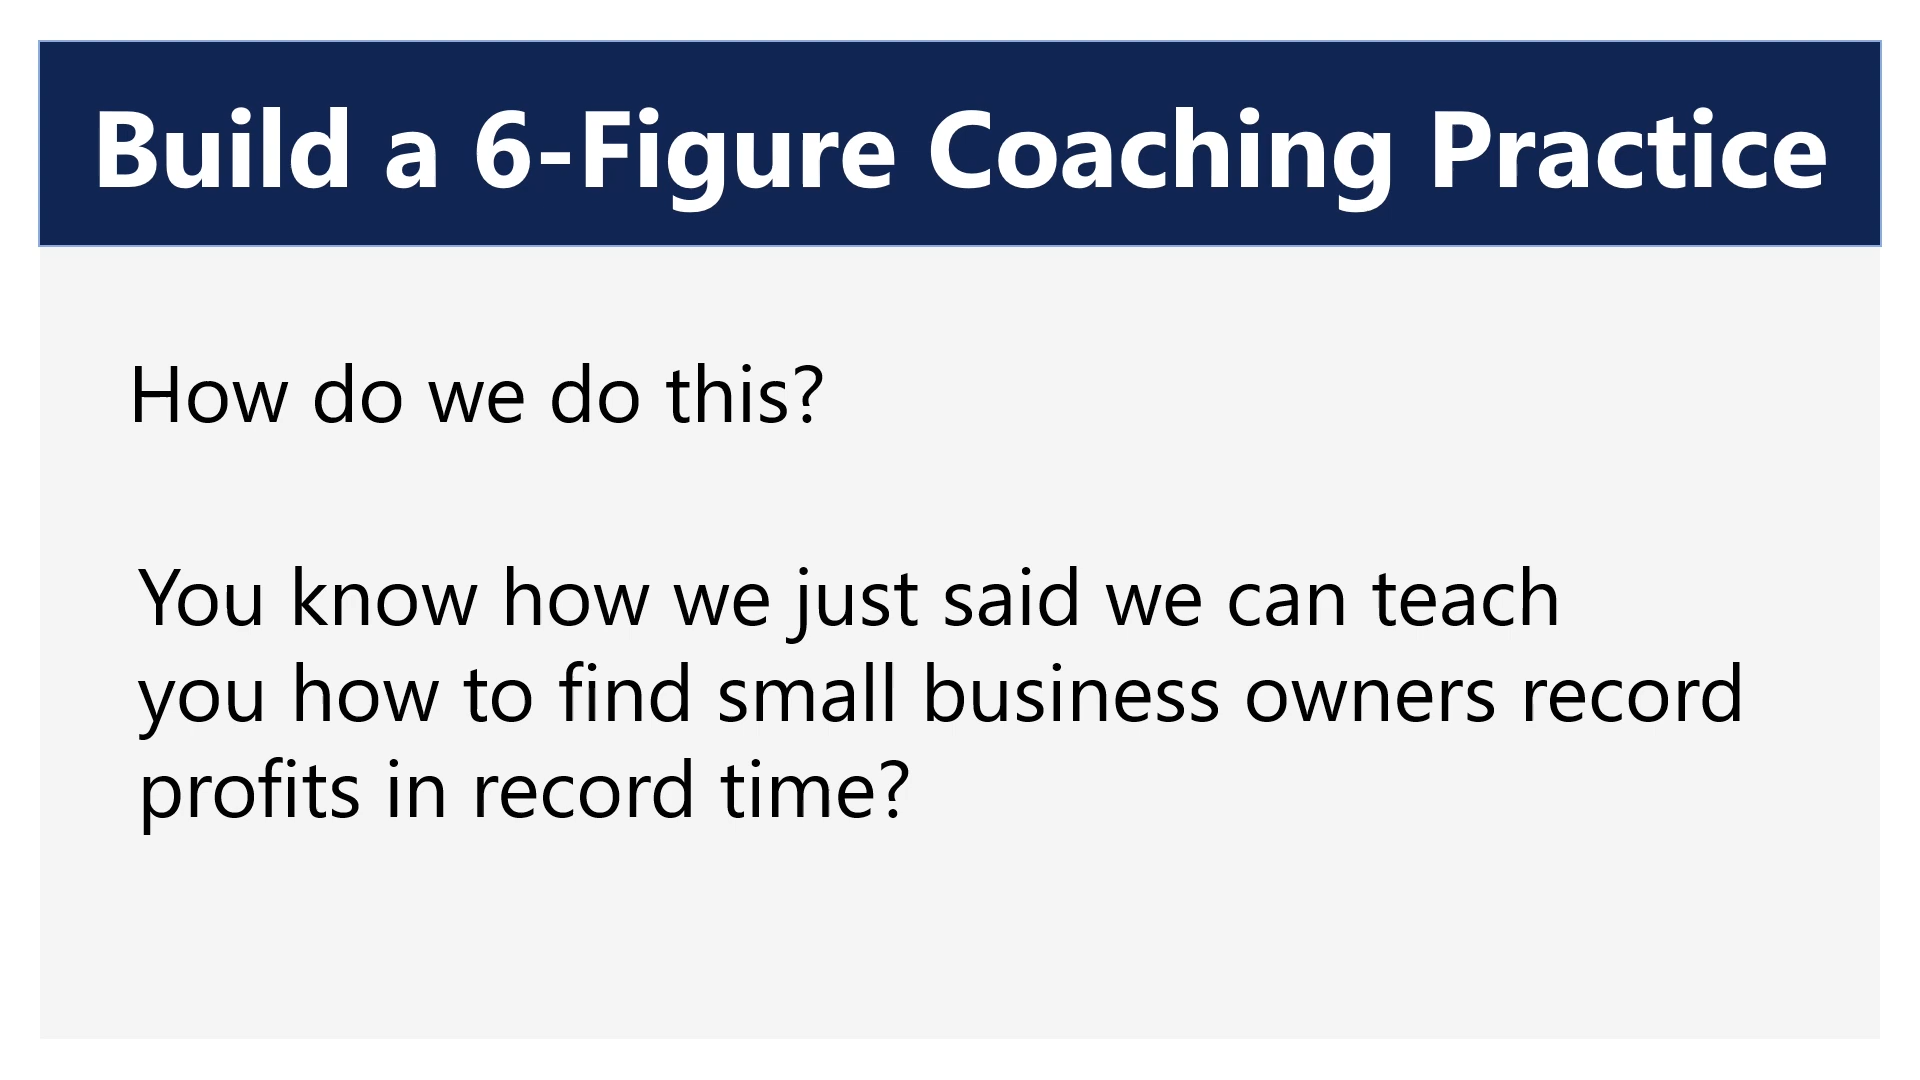 Build a 6-Figure Coaching Practice
How do we do this?
You know how we just said we can teach
you how to find small business owners record
profits in record time?